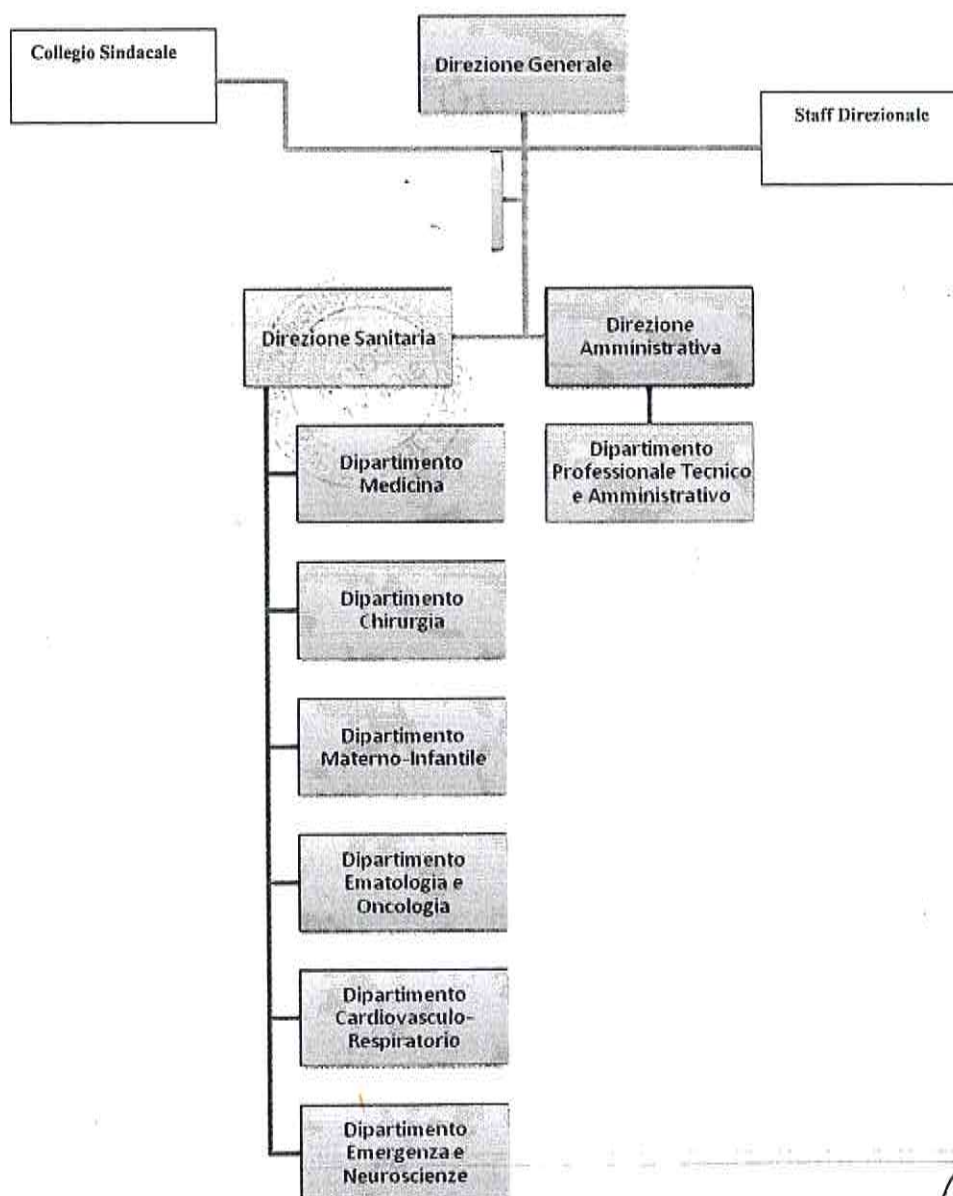 Collegio Sindacale
Direzione Generale
Staff Direzionale
Direzione Sanitaria
Direzione
Amministrativa
Dipartimento
Medicina
Dipartimento
Professionale Tecnico
e Amministrativo
Dipartimento
Chirurgia
Dipartimento
Materno-Infantile
Dipartimento
Ematologia e
Oncologia
Dipartimento
Cardiovasculo-
Respiratorio
Dipartimento
Emergenza e
Neuroscienze